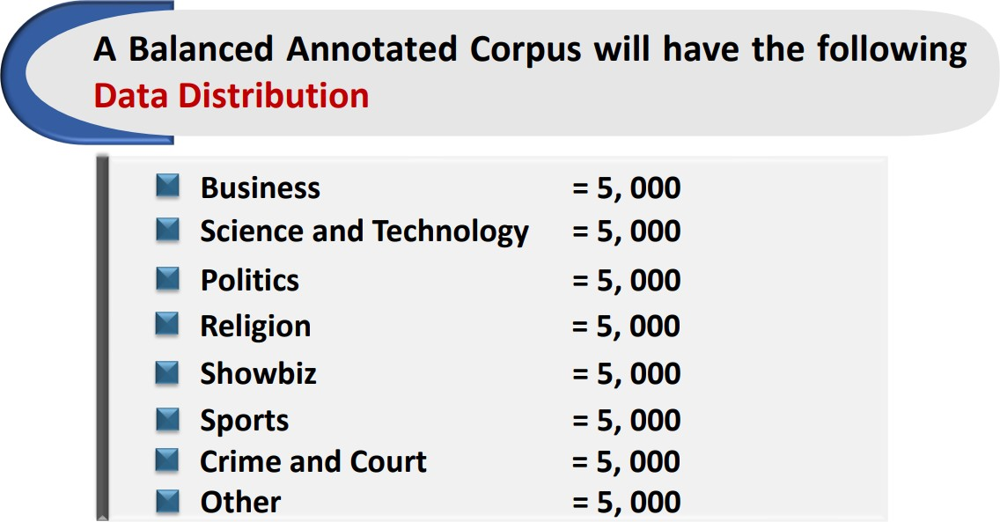 A Balanced Annotated Corpus will have the following
Data Distribution
Business = 5, 000
Science and Technology = 5, 000
Politics = 5, 000
Religion = 5, 000
Showbiz = 5, 000
Sports = 5, 000
Crime and Court = 5, 000
Other = 5, 000